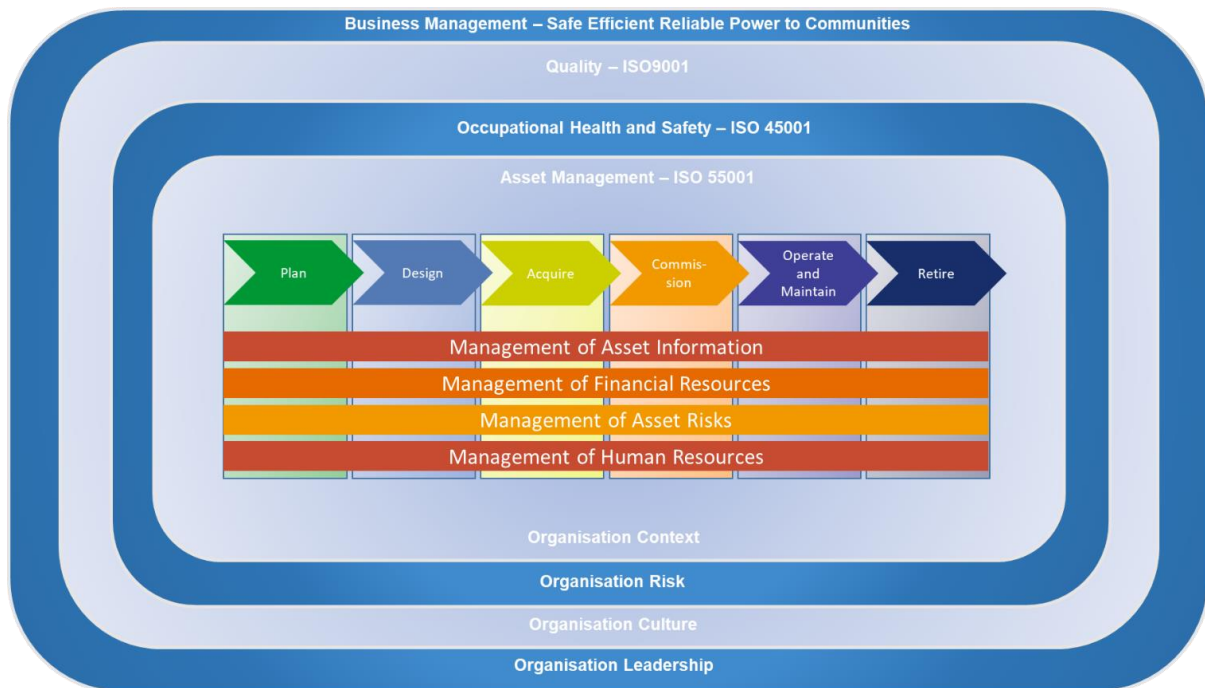 Business Management – Safe Efficient Reliable Power to Communities
Quality – ISO9001
Occupational Health and Safety – ISO 45001
Asset Management – ISO 55001
Plan
Design
Acquire
Commis-
sion
Operate
and
Maintain
Retire
Management of Asset Information
Management of Financial Resources
Management of Asset Risks
Management of Human Resources
Organisation Context
Organisation Risk
Organisation Culture
Organisation Leadership